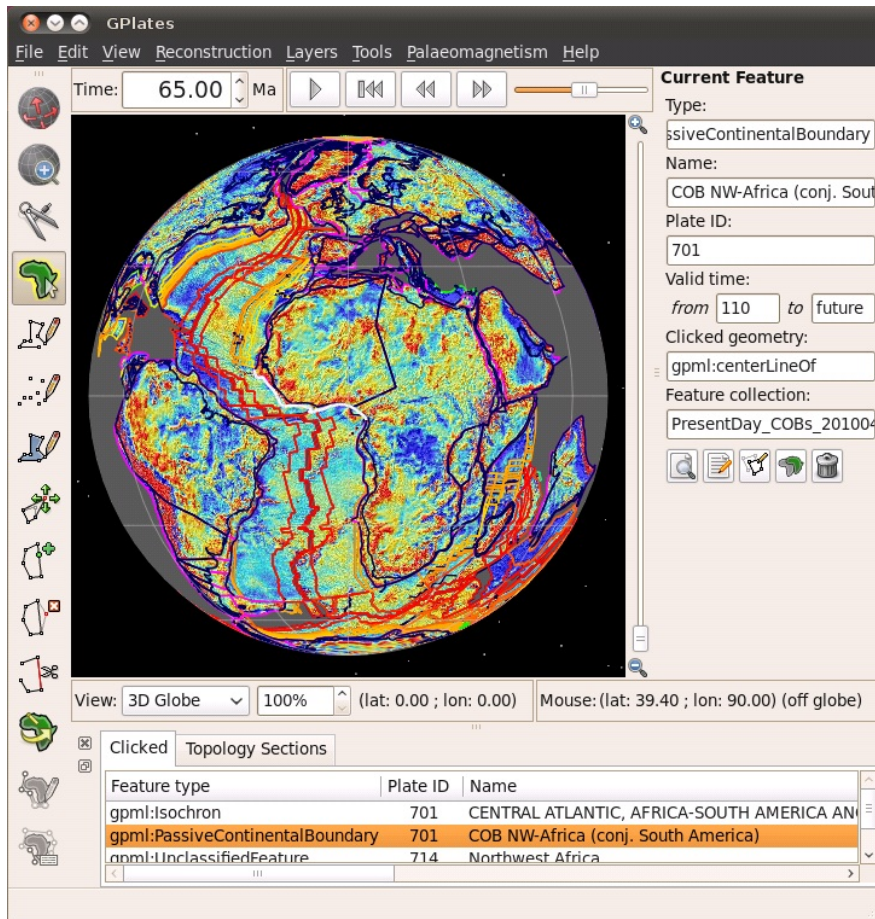 GPlates
File Edit View Reconstruction Layers Tools Palaeomagnetism Help
Time: 65.00 Ma
Current Feature
Type:
ssiveContinentalBoundary
Name:
COB NW-Africa (conj. Sout
Plate ID:
701
Valid time:
from 110 to future
Clicked geometry:
gpml:centerLineOf
Feature collection:
PresentDay_COBs_201004
View: 3D Globe 100% (lat: 0.00 ; lon: 0.00) Mouse: (lat: 39.40 ; lon: 90.00) (off globe)
Clicked Topology Sections
Feature type Plate ID Name
gpml:Isochron 701 CENTRAL ATLANTIC, AFRICA-SOUTH AMERICA AN
gpml:PassiveContinentalBoundary 701 COB NW-Africa (conj. South America)
gpml:UnclassifiedFeature 714 Northwest Africa